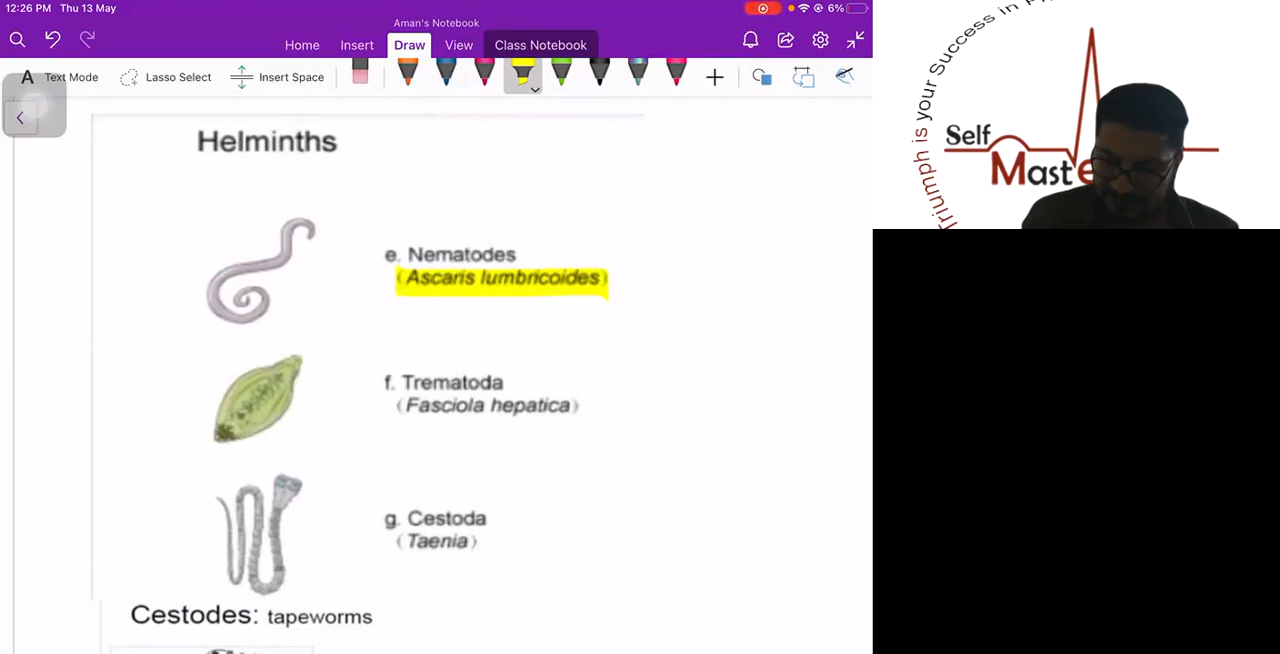 12:26 PM Thu 13 May
6%
Aman's Notebook
Home Insert Draw View Class Notebook
A Text Mode Lasso Select Insert Space
Helminths
e. Nematodes
(Ascaris lumbricoides)
f. Trematoda
(Fasciola hepatica)
g. Cestoda
(Taenia)
Cestodes: tapeworms
Triumph is your Success in
Self
Maste